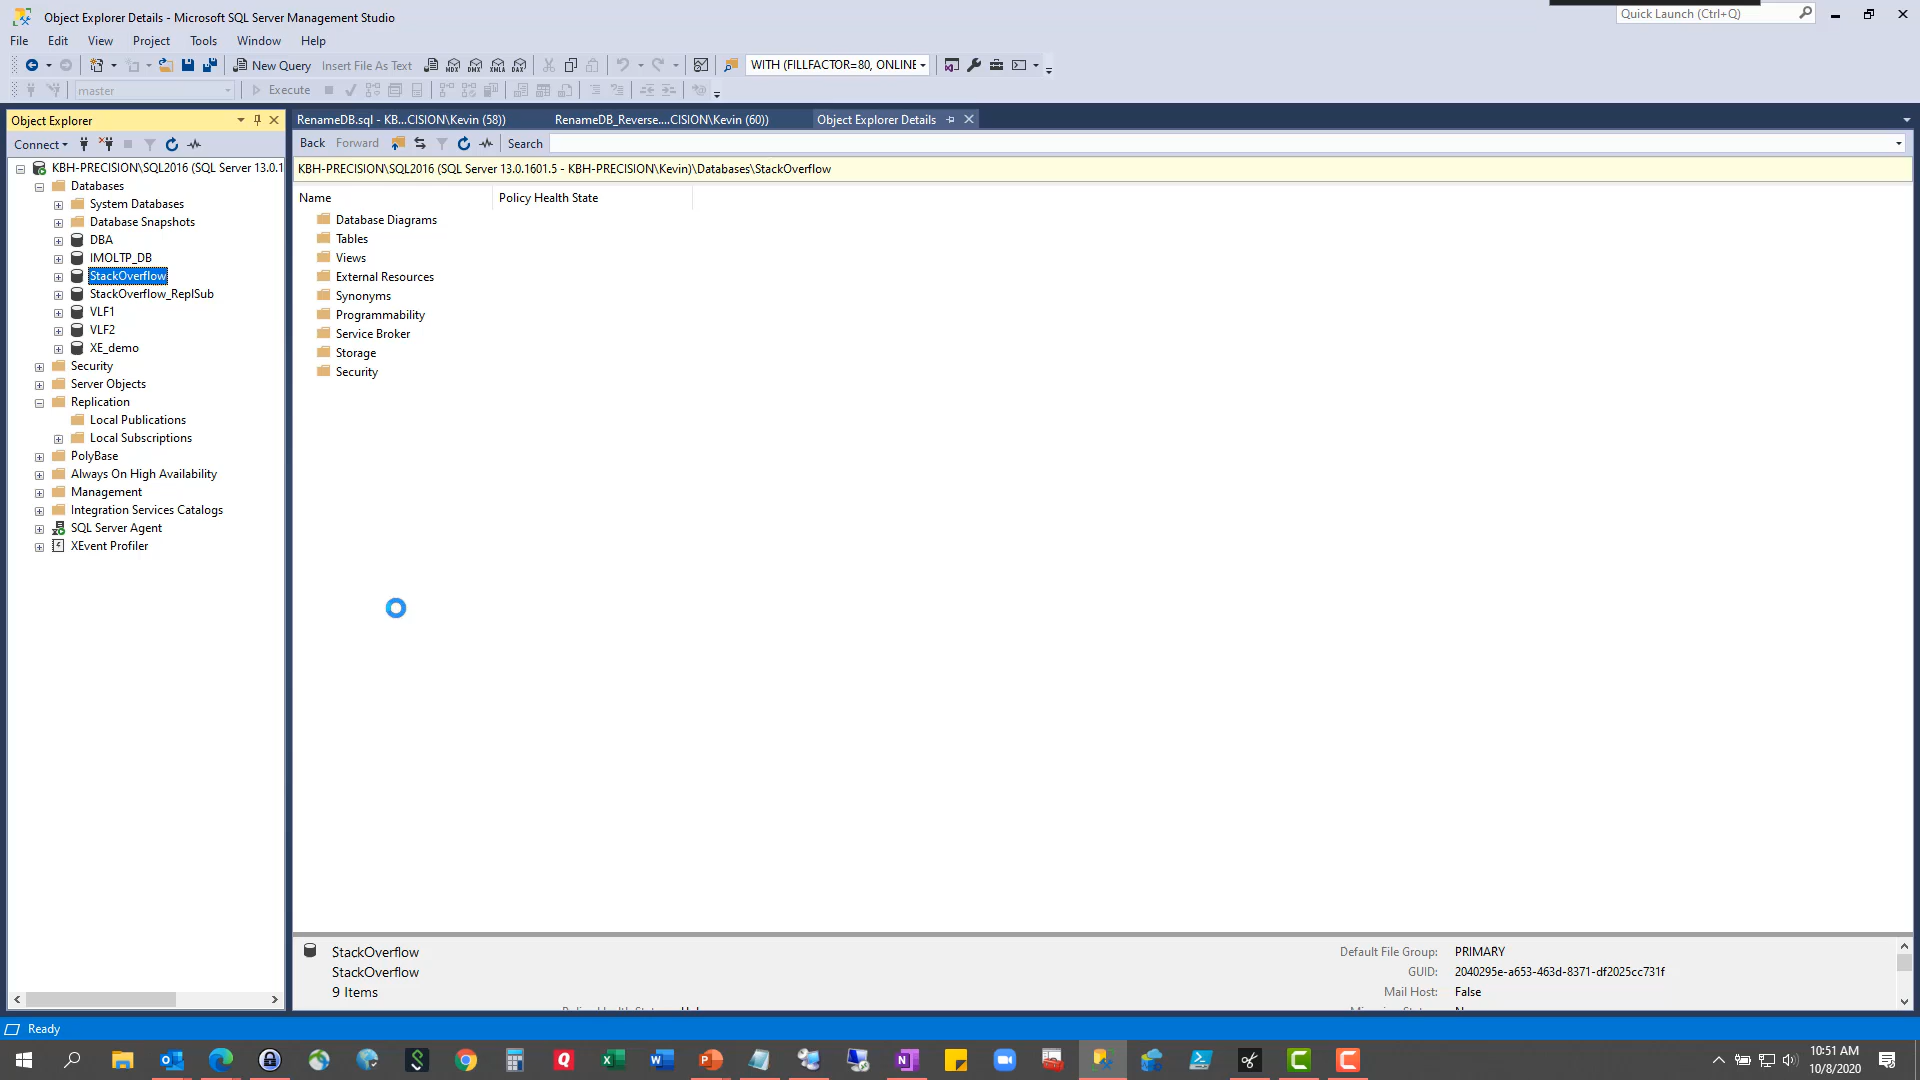 Object Explorer Details - Microsoft SQL Server Management Studio
Quick Launch (Ctrl+Q)
File Edit View Project Tools Window Help
New Query Insert File As Text WITH (FILLFACTOR=80, ONLINE
master Execute
Object Explorer
RenameDB.sql - KB...CISION\Kevin (58)) RenameDB_Reverse....CISION\Kevin (60)) Object Explorer Details
Connect
Back Forward Search
KBH-PRECISION\SQL2016 (SQL Server 13.0.1
KBH-PRECISION\SQL2016 (SQL Server 13.0.1601.5 - KBH-PRECISION\Kevin)\Databases\StackOverflow
Databases
System Databases
Database Snapshots
DBA
IMOLTP_DB
StackOverflow
StackOverflow_ReplSub
VLF1
VLF2
XE_demo
Security
Server Objects
Replication
Local Publications
Local Subscriptions
PolyBase
Always On High Availability
Management
Integration Services Catalogs
SQL Server Agent
XEvent Profiler
Name Policy Health State
Database Diagrams
Tables
Views
External Resources
Synonyms
Programmability
Service Broker
Storage
Security
StackOverflow
StackOverflow
9 Items
Default File Group: PRIMARY
GUID: 2040295e-a653-463d-8371-df2025cc731f
Mail Host: False
Ready
10:51 AM
10/8/2020